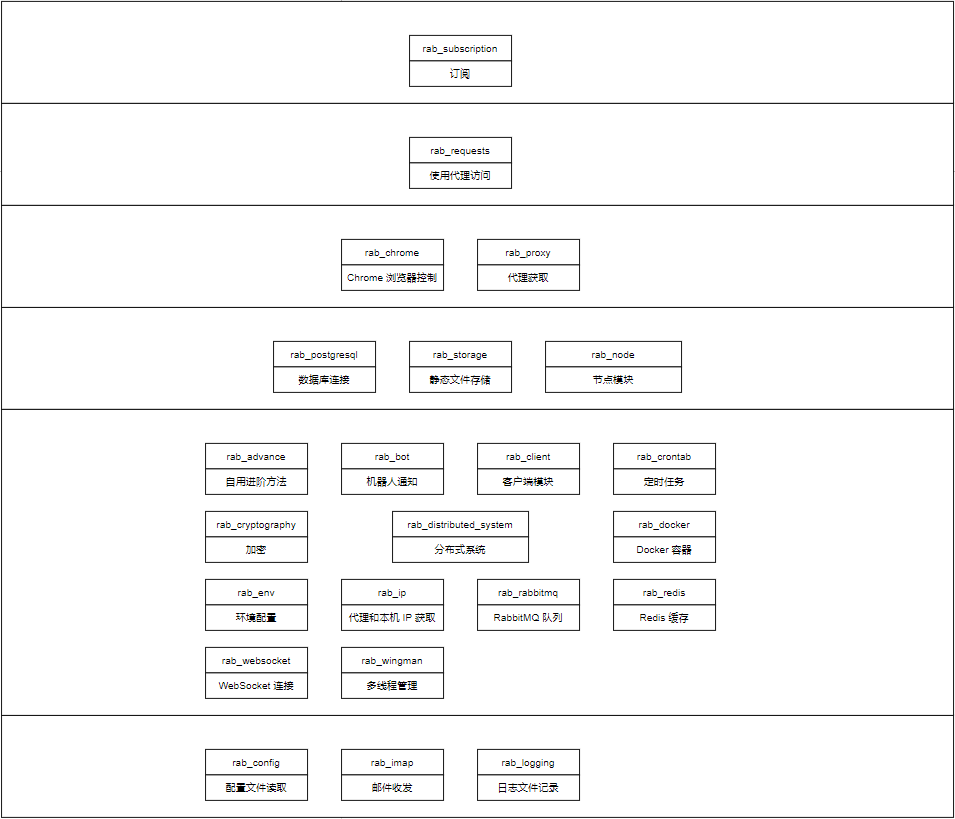 rab_subscription
订阅
rab_requests
使用代理访问
rab_chrome
Chrome 浏览器控制
rab_proxy
代理获取
rab_postgresql
数据库连接
rab_storage
静态文件存储
rab_node
节点模块
rab_advance
自用进阶方法
rab_bot
机器人通知
rab_client
客户端模块
rab_crontab
定时任务
rab_cryptography
加密
rab_distributed_system
分布式系统
rab_docker
Docker 容器
rab_env
环境配置
rab_ip
代理和本机 IP 获取
rab_rabbitmq
RabbitMQ 队列
rab_redis
Redis 缓存
rab_websocket
WebSocket 连接
rab_wingman
多线程管理
rab_config
配置文件读取
rab_imap
邮件收发
rab_logging
日志文件记录